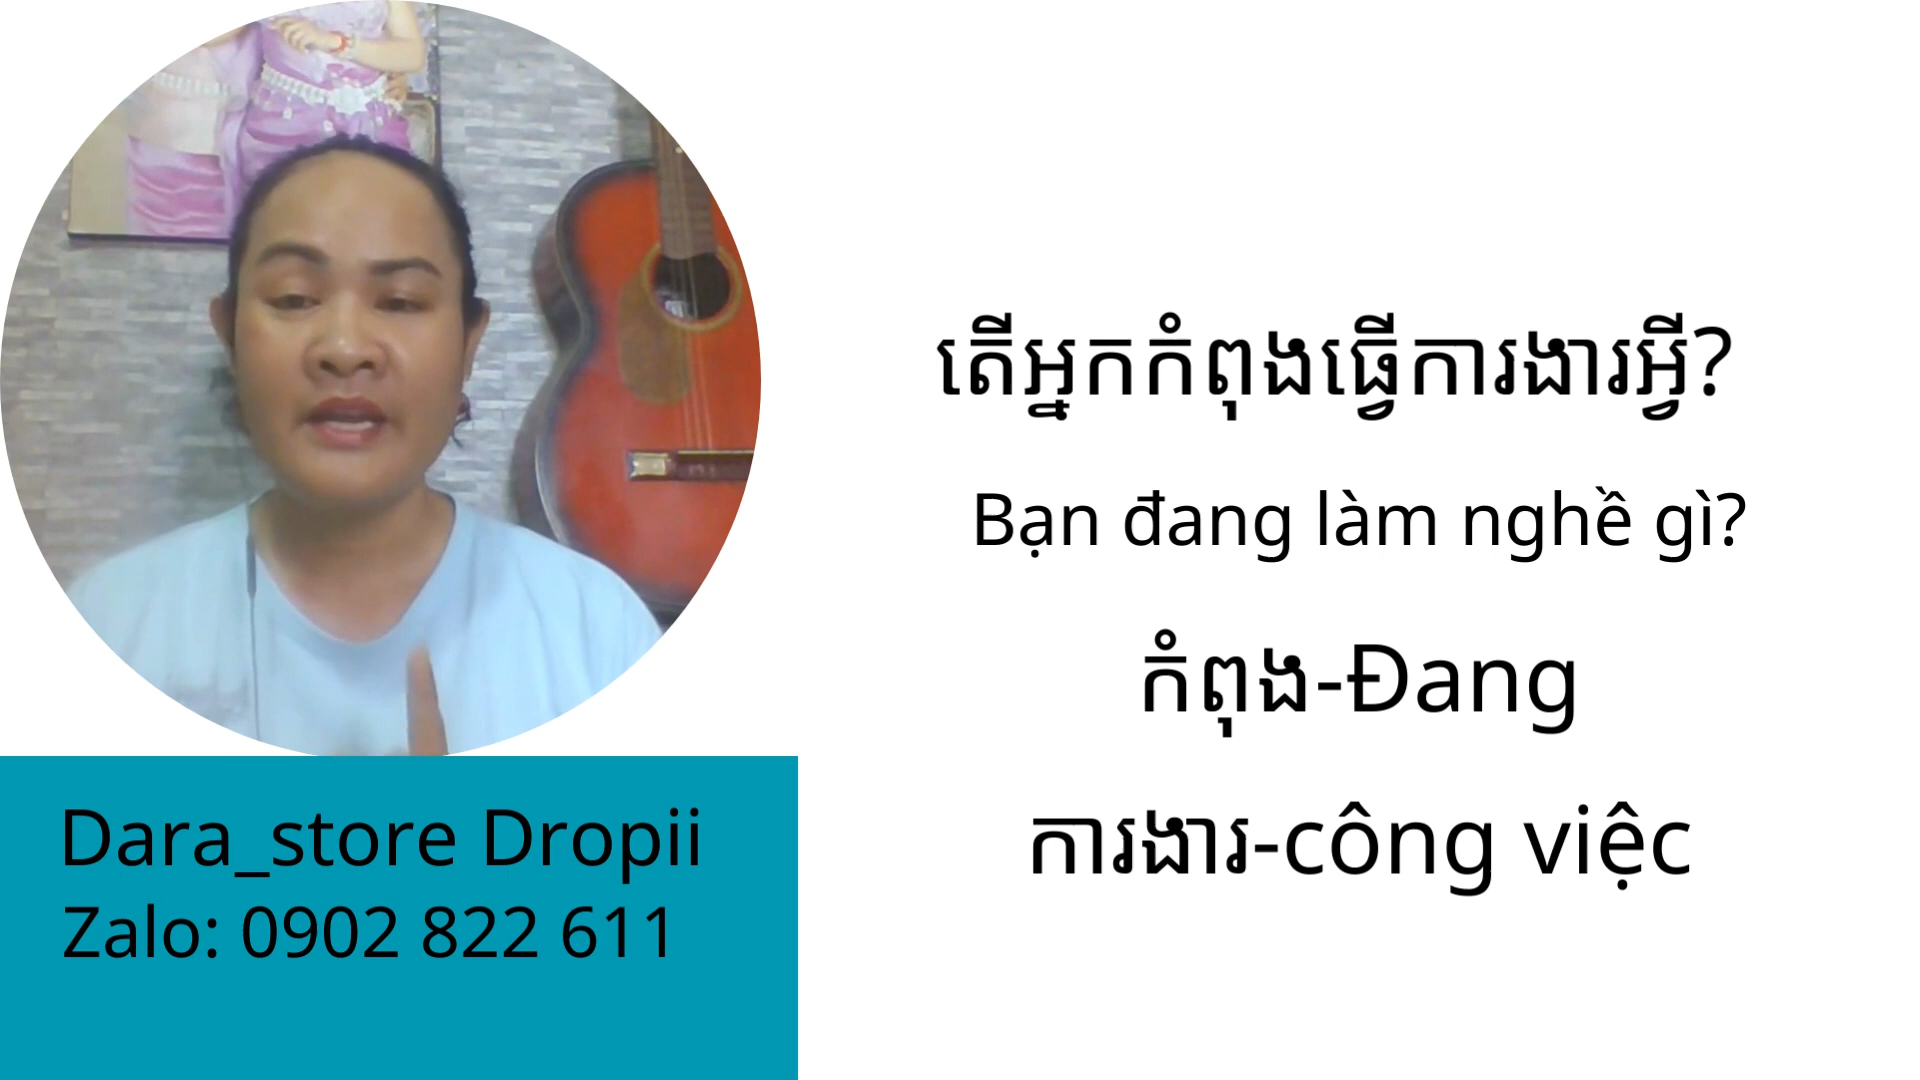 តើអ្នកកំពុងធ្វើការងារអ្វី?
Bạn đang làm nghề gì?
កំពុង-Đang
ការងារ-công việc
Dara_store Dropii
Zalo: 0902 822 611